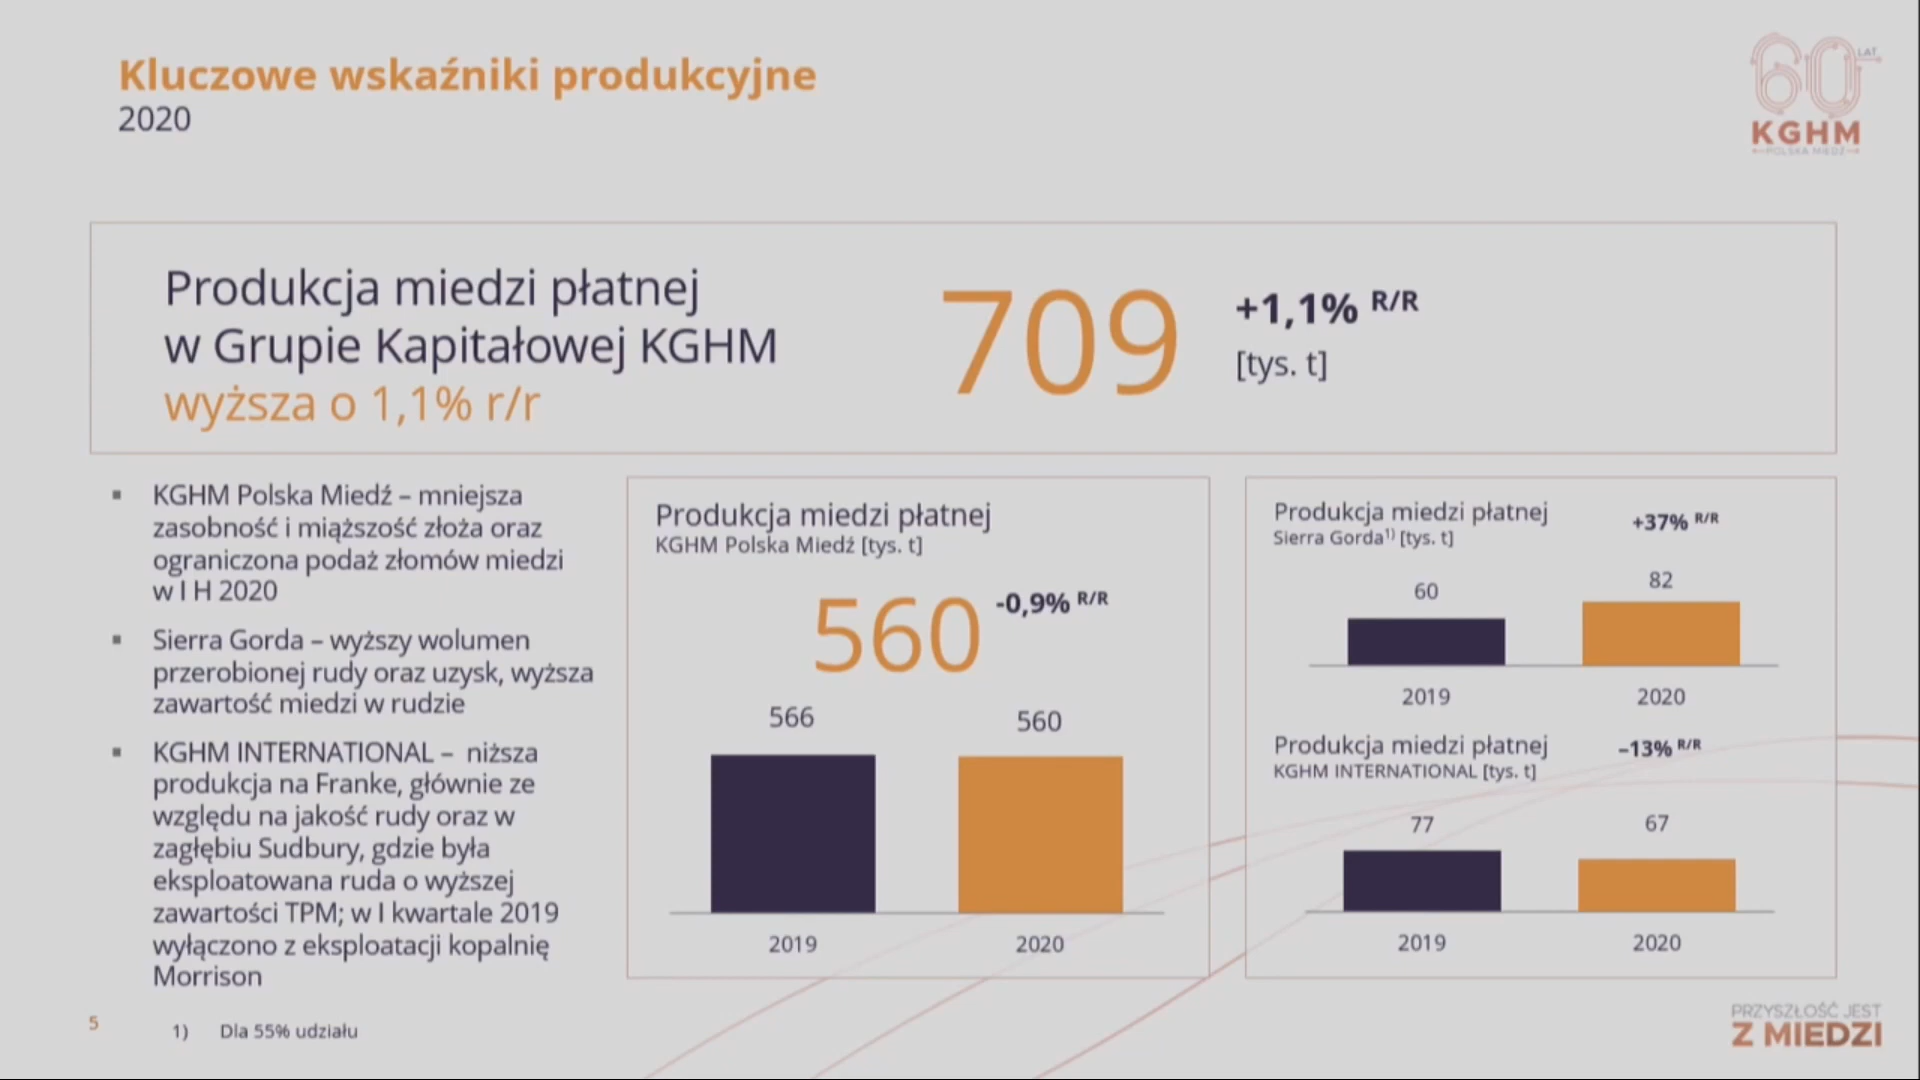 Kluczowe wskaźniki produkcyjne
2020
60 LAT
KGHM
POLSKA MIEDŹ
Produkcja miedzi płatnej
w Grupie Kapitałowej KGHM
wyższa o 1,1% r/r
709
+1,1% R/R
[tys. t]
▪ KGHM Polska Miedź – mniejsza
zasobność i miąższość złoża oraz
ograniczona podaż złomów miedzi
w I H 2020
▪ Sierra Gorda – wyższy wolumen
przerobionej rudy oraz uzysk, wyższa
zawartość miedzi w rudzie
▪ KGHM INTERNATIONAL – niższa
produkcja na Franke, głównie ze
względu na jakość rudy oraz w
zagłębiu Sudbury, gdzie była
eksploatowana ruda o wyższej
zawartości TPM; w I kwartale 2019
wyłączono z eksploatacji kopalnię
Morrison
Produkcja miedzi płatnej
KGHM Polska Miedź [tys. t]
560 -0,9% R/R
566 560
2019 2020
Produkcja miedzi płatnej
Sierra Gorda1) [tys. t]
+37% R/R
60 82
2019 2020
Produkcja miedzi płatnej
KGHM INTERNATIONAL [tys. t]
–13% R/R
77 67
2019 2020
5
1) Dla 55% udziału
PRZYSZŁOŚĆ JEST
Z MIEDZI